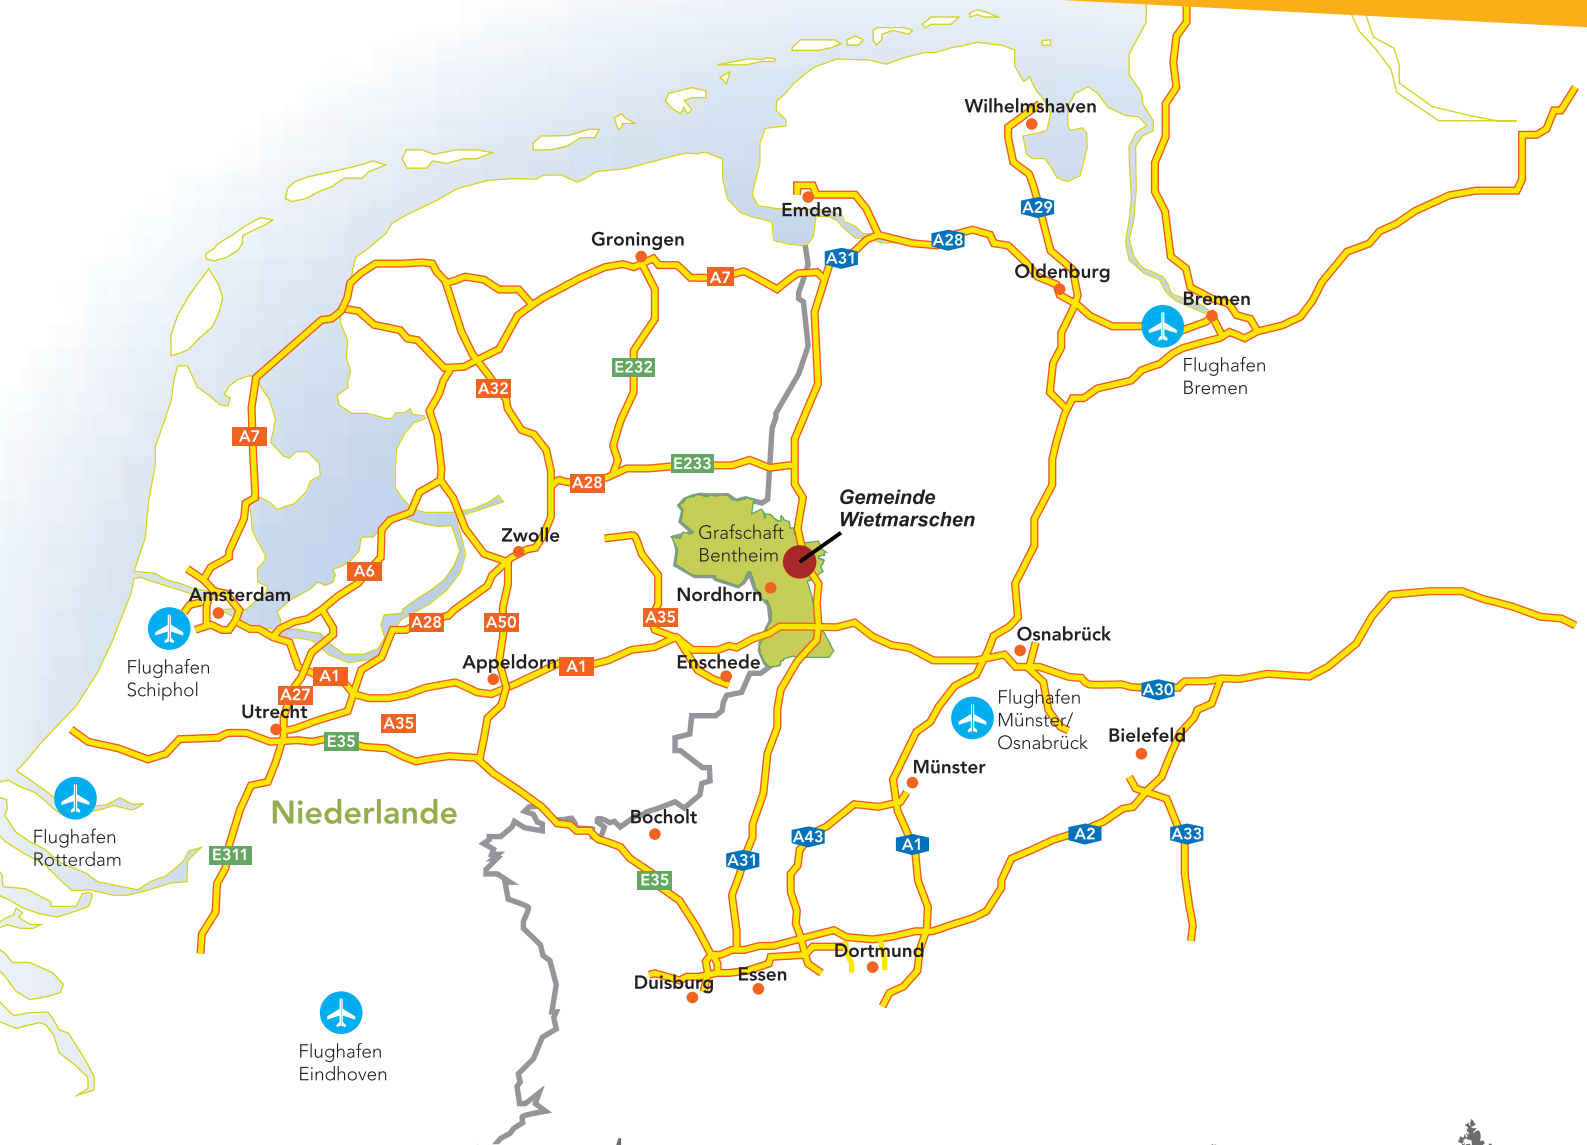 Wilhelmshaven
A29
Emden
Groningen
A28
A31
A7
Oldenburg
Bremen
Flughafen
Bremen
E232
A32
A7
E233
A28
Gemeinde
Wietmarschen
Grafschaft
Bentheim
Zwolle
A6
Amsterdam
Nordhorn
A28
A50
A35
Osnabrück
Flughafen
Schiphol
Appeldorn
A1
Enschede
A1
A27
A30
Flughafen
Münster/
Osnabrück
Utrecht
A35
E35
Bielefeld
Münster
Niederlande
Bocholt
Flughafen
Rotterdam
A43
A1
A2
A33
E311
A31
E35
Dortmund
Essen
Duisburg
Flughafen
Eindhoven